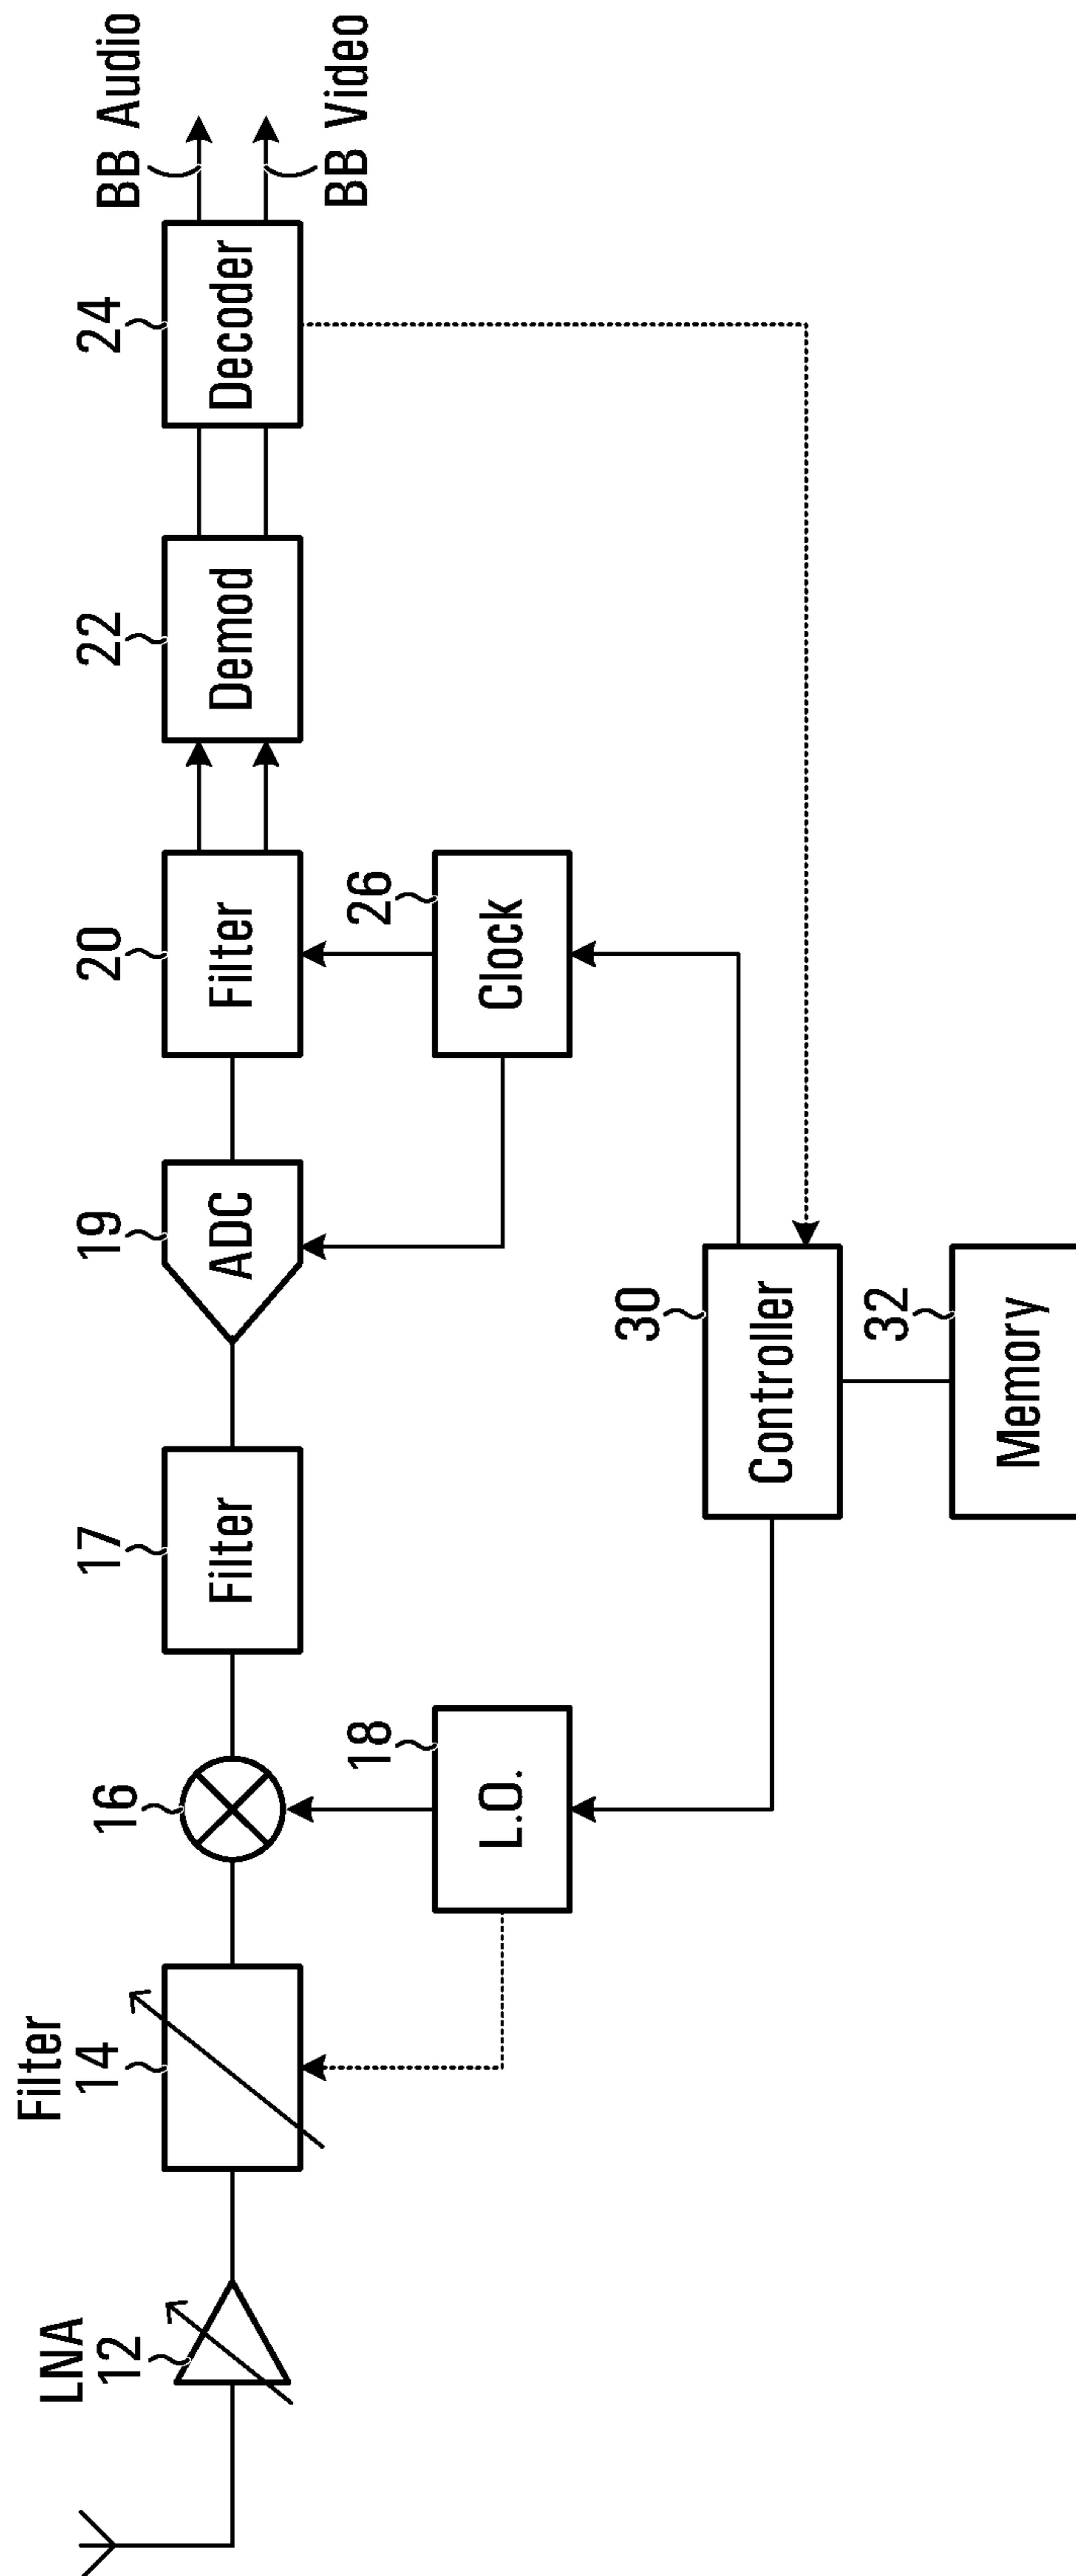 LNA
12
Filter
14
16
L.O.
18
Filter
17
ADC
19
Filter
20
Clock
26
Demod
22
Decoder
24
BB Audio
BB Video
Controller
30
Memory
32